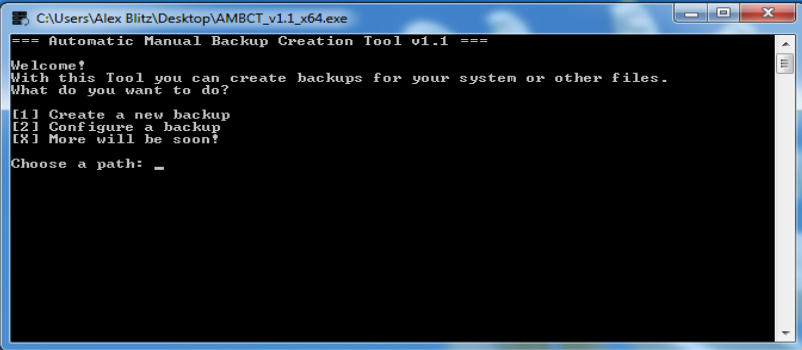 C:\Users\Alex Blitz\Desktop\AMBCT_v1.1_x64.exe
=== Automatic Manual Backup Creation Tool v1.1 ===
Welcome!
With this Tool you can create backups for your system or other files.
What do you want to do?
[1] Create a new backup
[2] Configure a backup
[X] More will be soon!
Choose a path: _